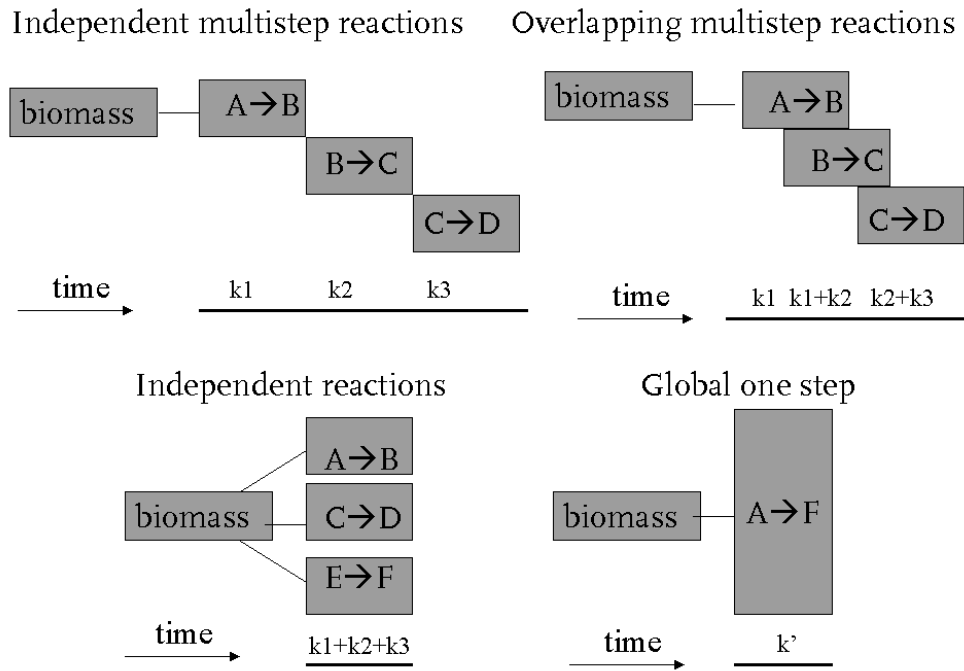 Independent multistep reactions
biomass
A→B
B→C
C→D
time
k1 k2 k3
Overlapping multistep reactions
biomass
A→B
B→C
C→D
time
k1 k1+k2 k2+k3
Independent reactions
biomass
A→B
C→D
E→F
time
k1+k2+k3
Global one step
biomass
A→F
time
k’